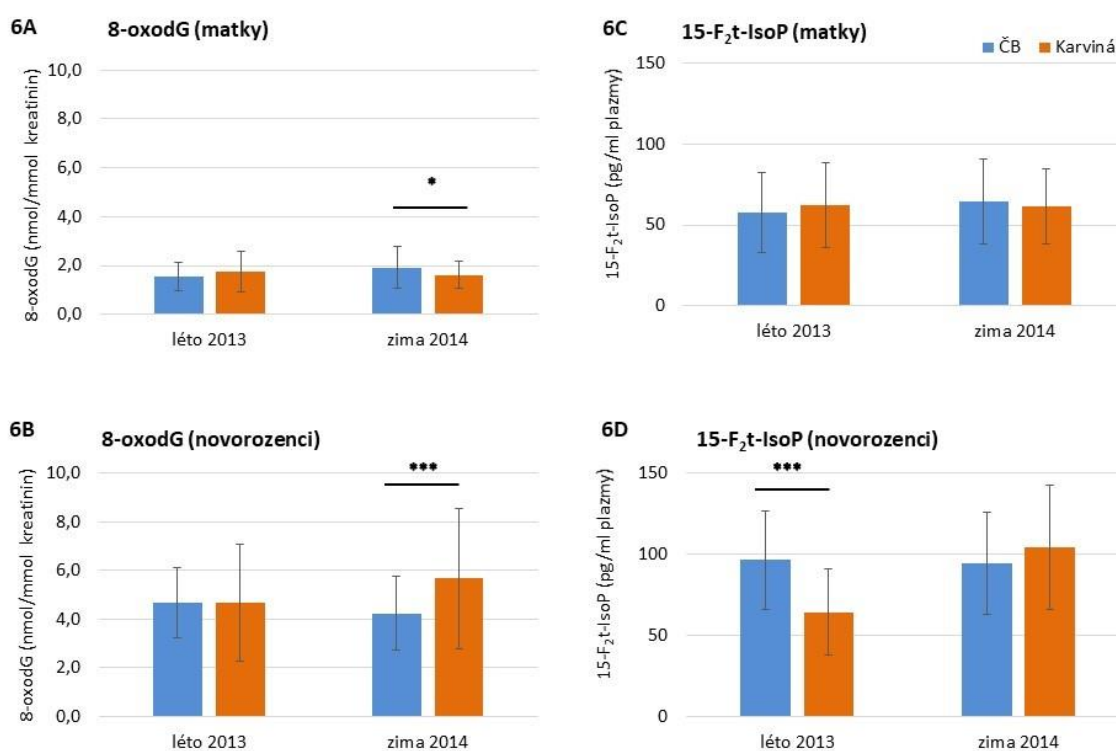 6A 8-oxodG (matky)
8-oxodG (nmol/mmol kreatinin)
10,0
8,0
6,0
4,0
2,0
0,0
*
léto 2013 zima 2014
6C 15-F₂t-IsoP (matky)
ČB Karviná
15-F₂t-IsoP (pg/ml plazmy)
150
100
50
0
léto 2013 zima 2014
6B 8-oxodG (novorozenci)
8-oxodG (nmol/mmol kreatinin)
10,0
8,0
6,0
4,0
2,0
0,0
***
léto 2013 zima 2014
6D 15-F₂t-IsoP (novorozenci)
15-F₂t-IsoP (pg/ml plazmy)
150
100
50
0
***
léto 2013 zima 2014